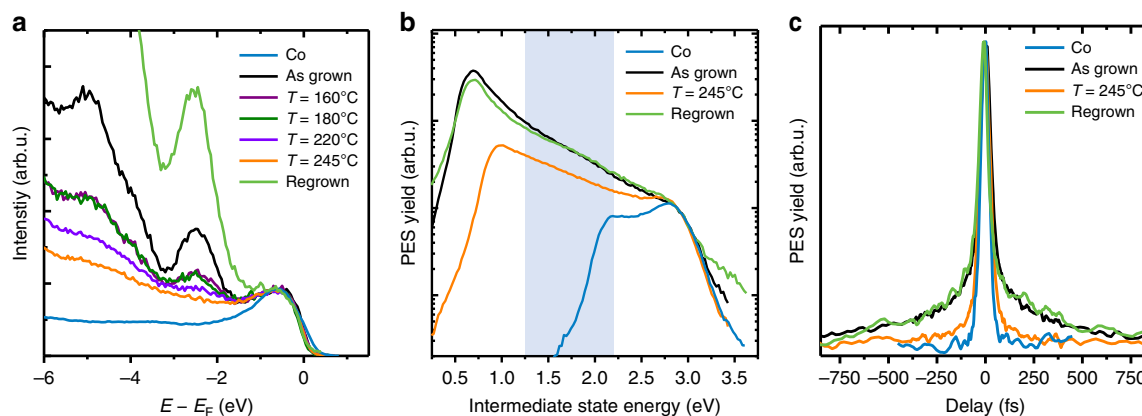 a
Intenstiy (arb.u.)
Co
As grown
T = 160°C
T = 180°C
T = 220°C
T = 245°C
Regrown
−6 −4 −2 0
E − EF (eV)
b
PES yield (arb.u.)
Co
As grown
T = 245°C
Regrown
0.5 1.0 1.5 2.0 2.5 3.0 3.5
Intermediate state energy (eV)
c
PES yield (arb.u.)
Co
As grown
T = 245°C
Regrown
−750 −500 −250 0 250 500 750
Delay (fs)